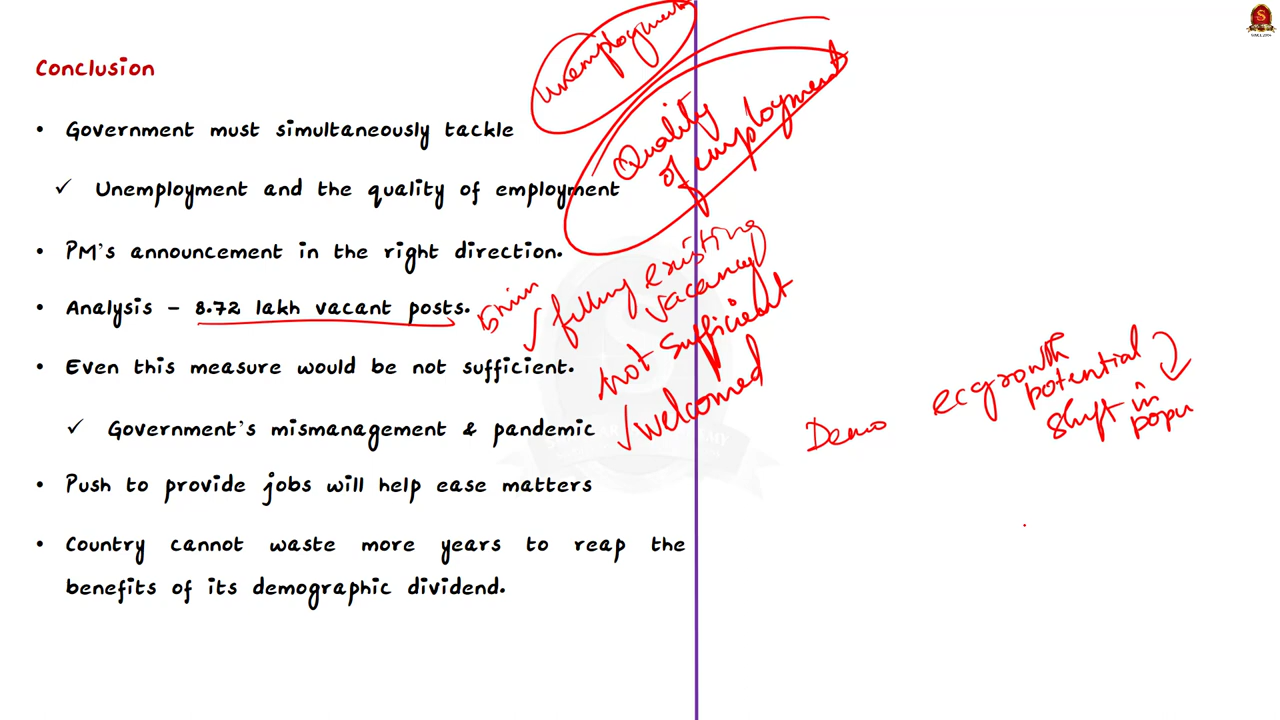 Conclusion
• Government must simultaneously tackle
✓ Unemployment and the quality of employment
• PM's announcement in the right direction.
• Analysis – 8.72 lakh vacant posts.
• Even this measure would be not sufficient.
✓ Government's mismanagement & pandemic
• Push to provide jobs will help ease matters
• Country cannot waste more years to reap the
benefits of its demographic dividend.
Unemployment
Quality
of employment
✓ filling existing
vacancy
not sufficient
✓ welcomed
Demo
ec growth
potential
shift in
popu